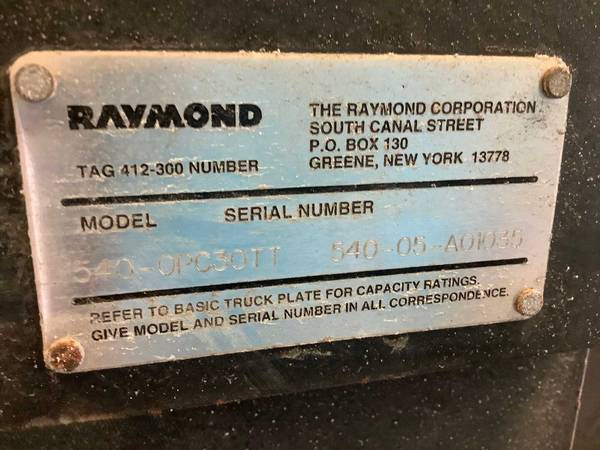 RAYMOND
THE RAYMOND CORPORATION
SOUTH CANAL STREET
P.O. BOX 130
GREENE, NEW YORK 13778
TAG 412-300 NUMBER
MODEL SERIAL NUMBER
540-OPC30TT 540-05-A01035
REFER TO BASIC TRUCK PLATE FOR CAPACITY RATINGS.
GIVE MODEL AND SERIAL NUMBER IN ALL CORRESPONDENCE.